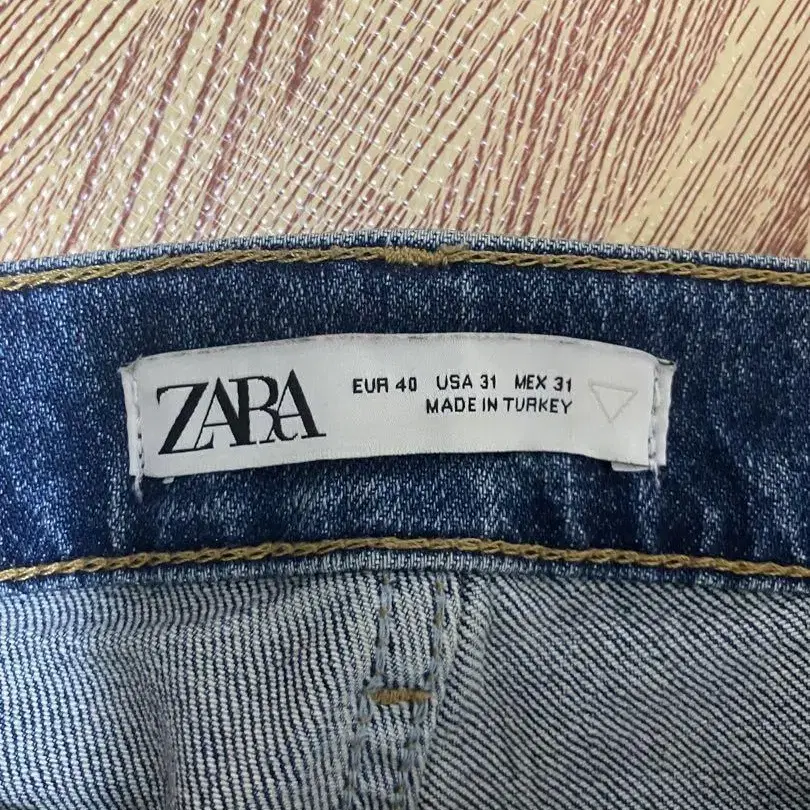 ZARA
EUR 40 USA 31 MEX 31
MADE IN TURKEY